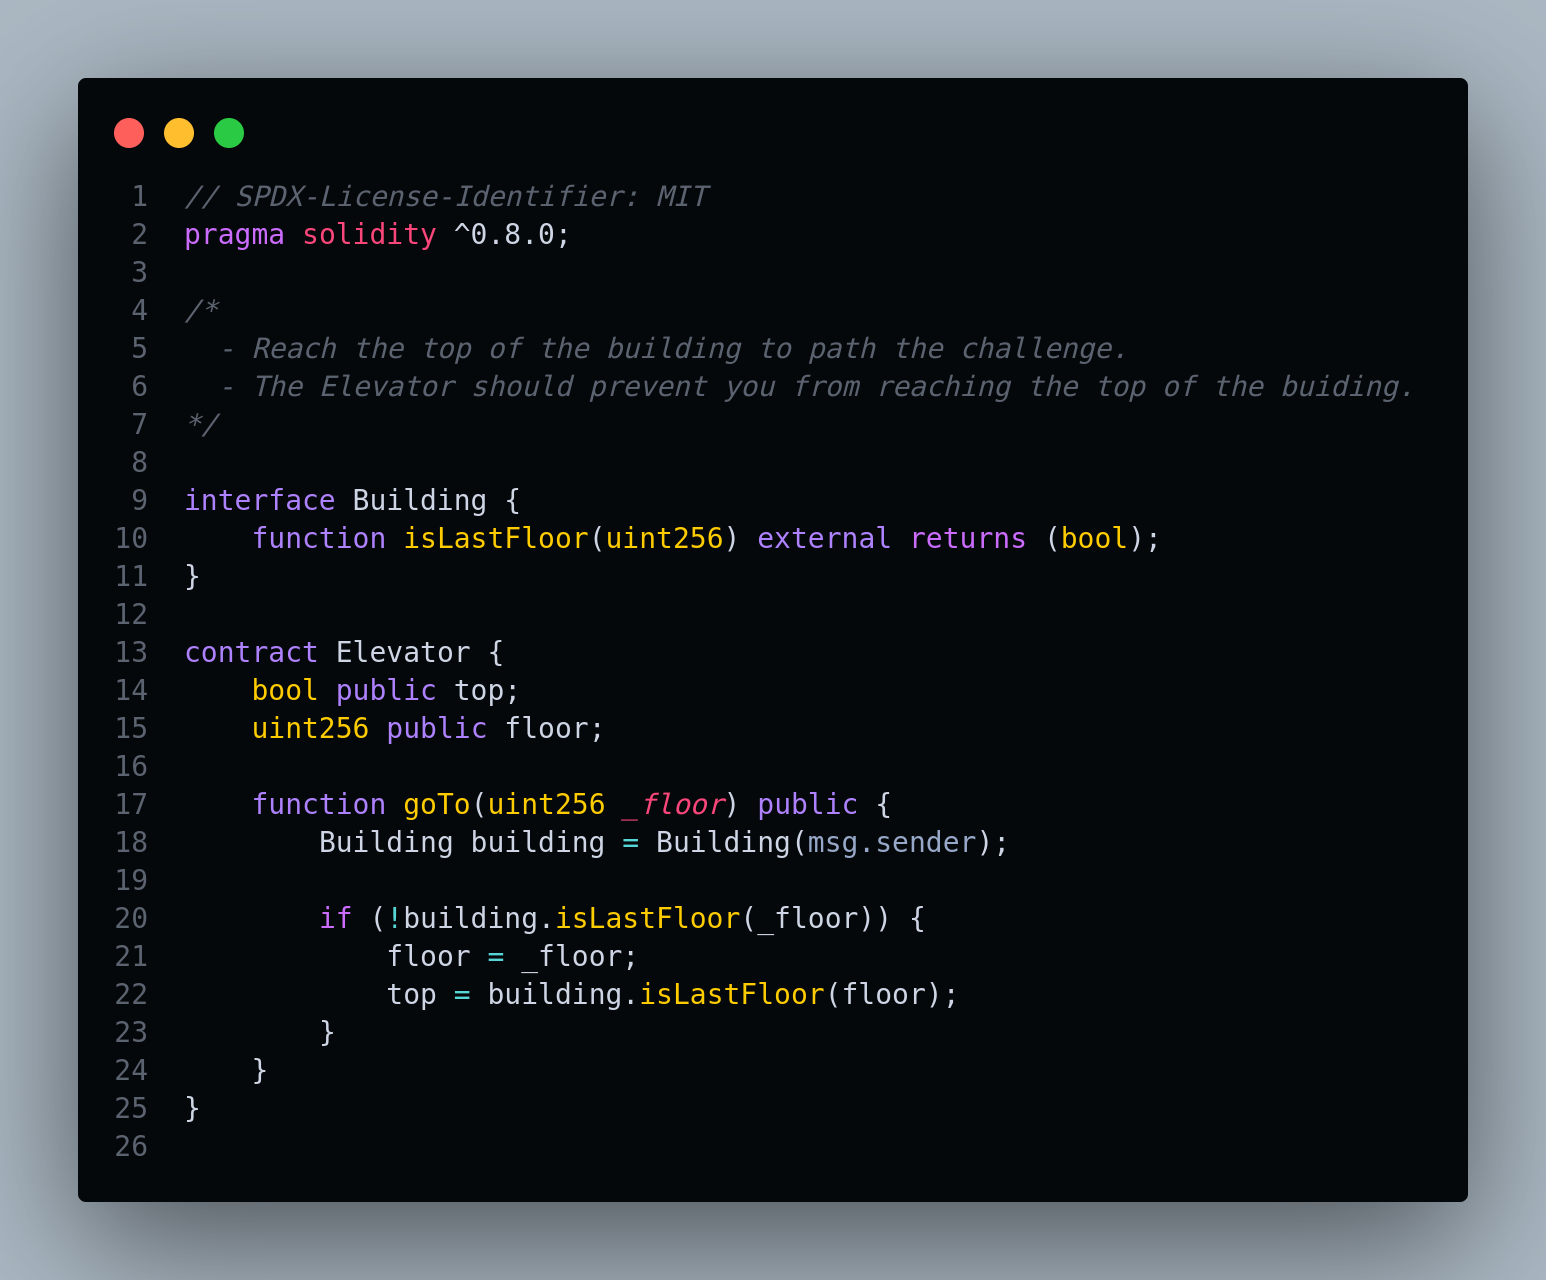 1 // SPDX-License-Identifier: MIT
2 pragma solidity ^0.8.0;
3
4 /*
5   - Reach the top of the building to path the challenge.
6   - The Elevator should prevent you from reaching the top of the buiding.
7 */
8
9 interface Building {
10     function isLastFloor(uint256) external returns (bool);
11 }
12
13 contract Elevator {
14     bool public top;
15     uint256 public floor;
16
17     function goTo(uint256 _floor) public {
18         Building building = Building(msg.sender);
19
20         if (!building.isLastFloor(_floor)) {
21             floor = _floor;
22             top = building.isLastFloor(floor);
23         }
24     }
25 }
26